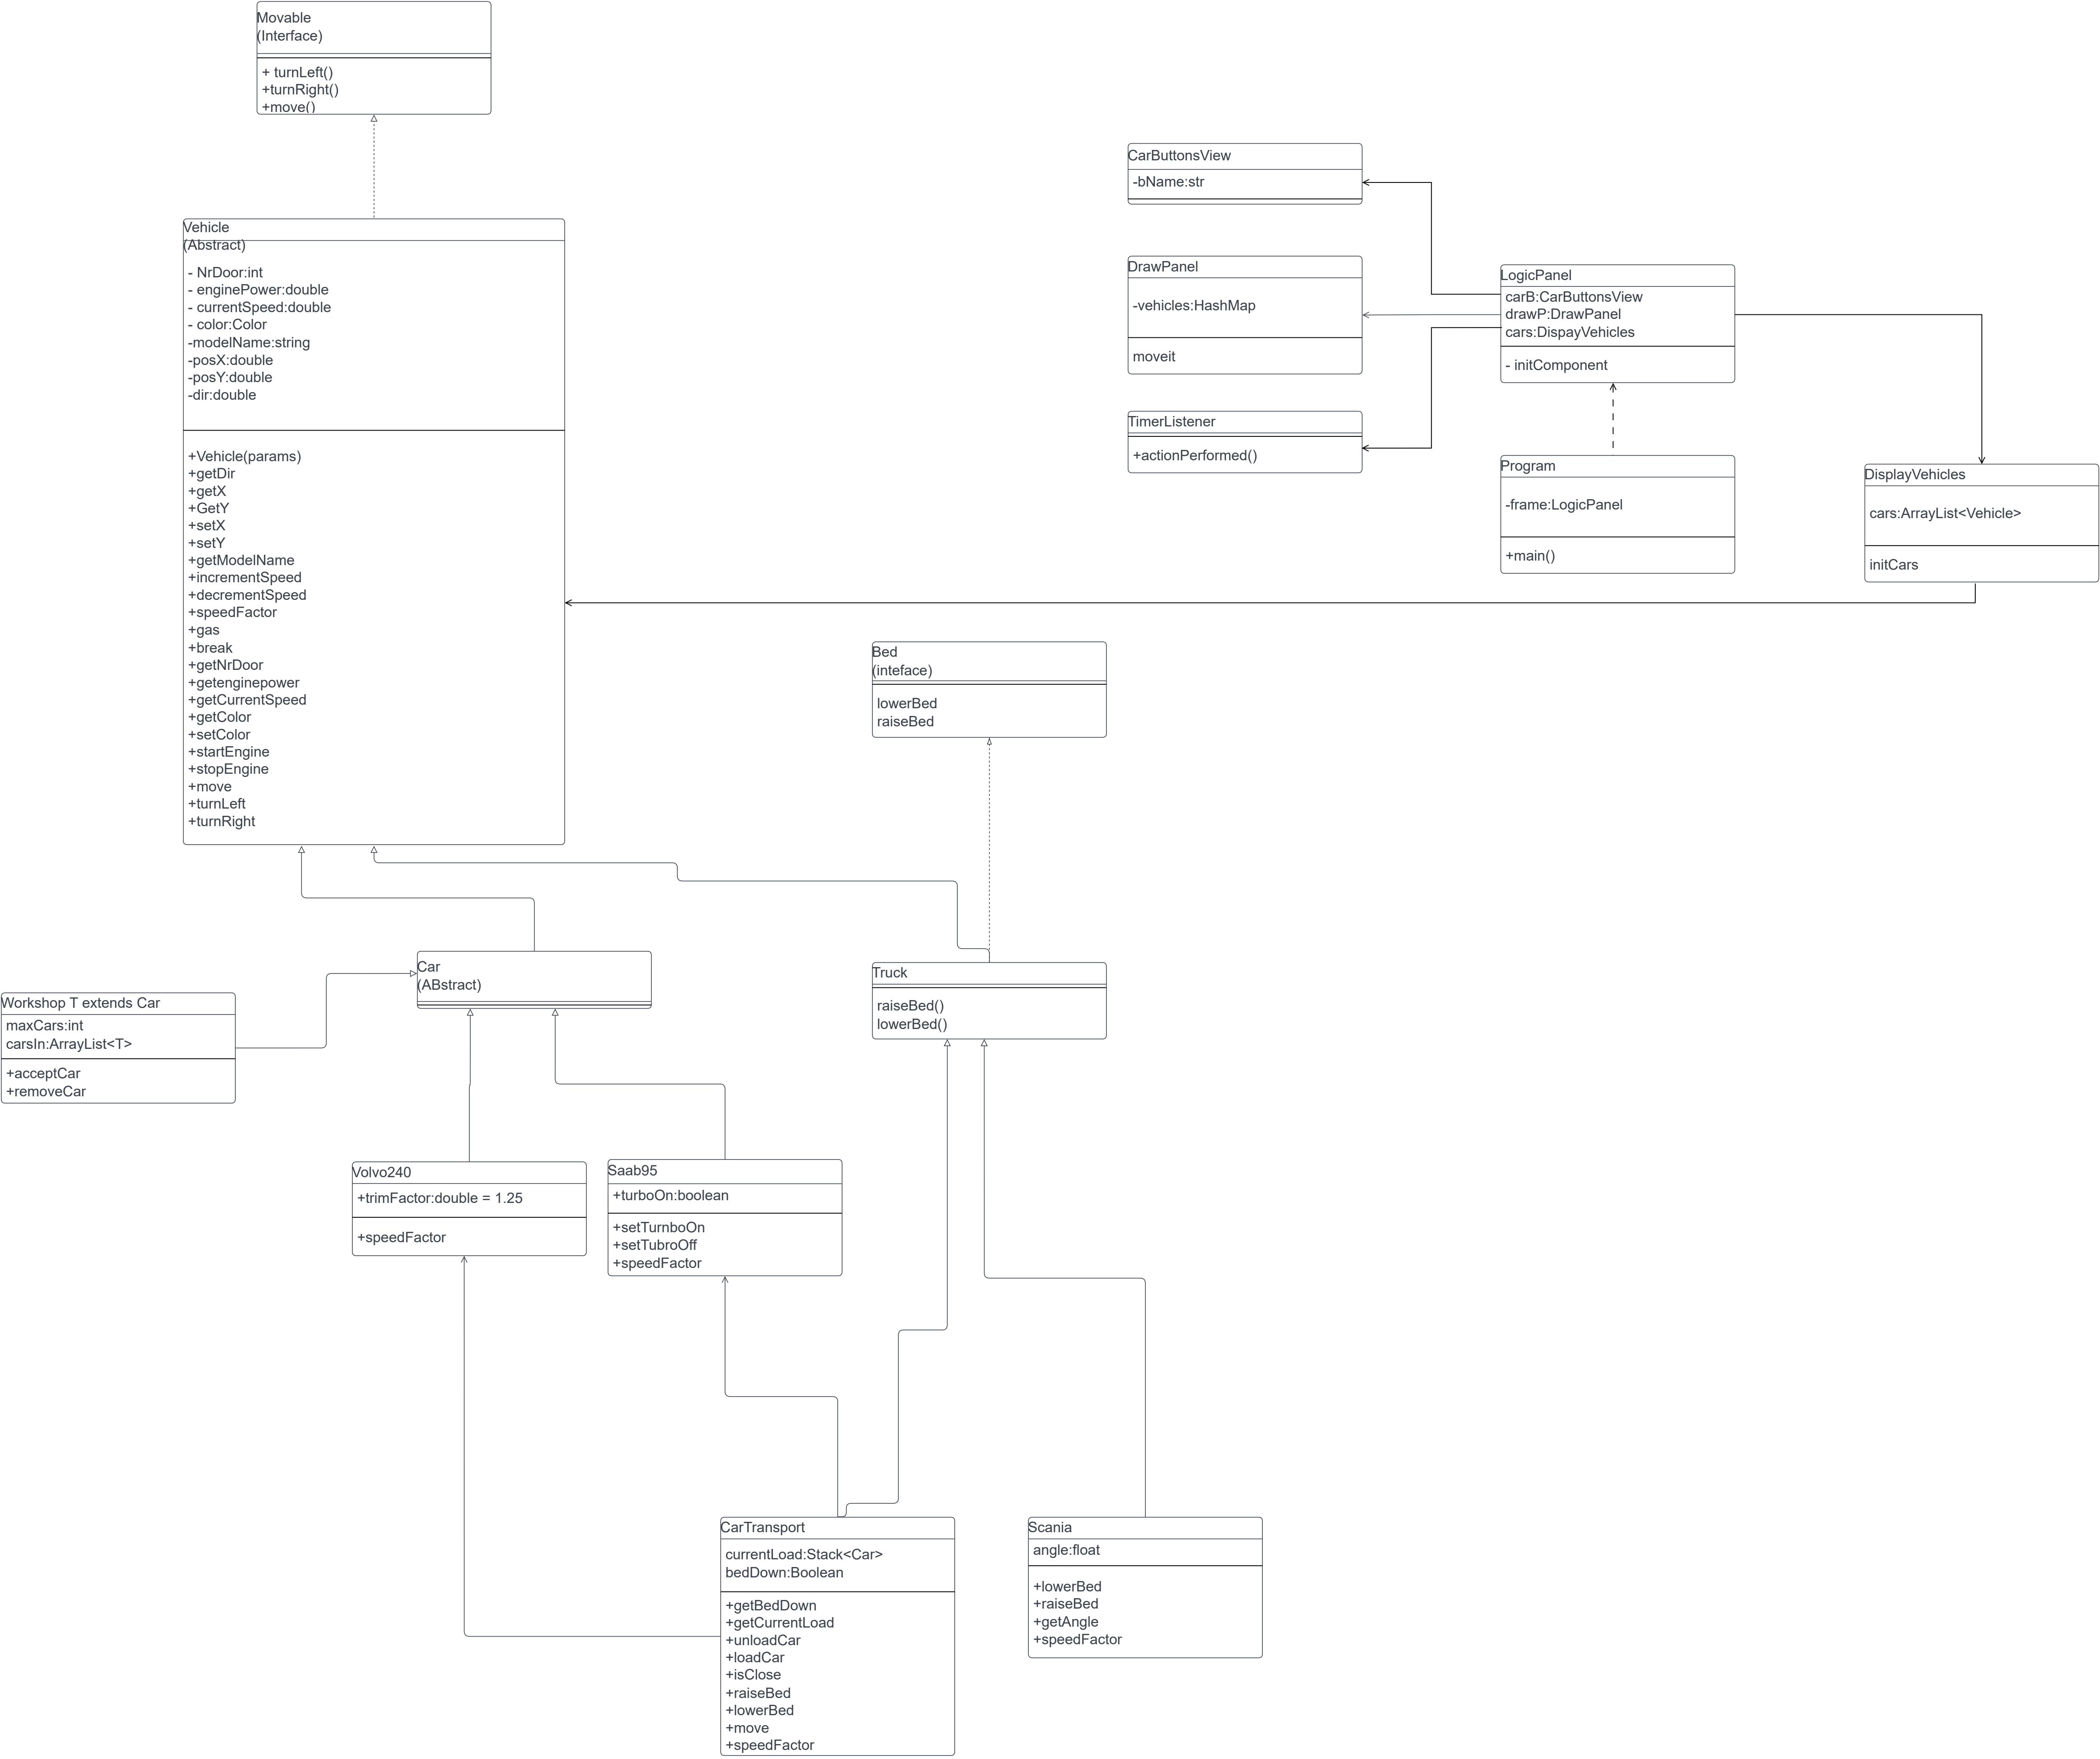 Movable
(Interface)
+ turnLeft()
+turnRight()
+move()
Vehicle
(Abstract)
- NrDoor:int
- enginePower:double
- currentSpeed:double
- color:Color
-modelName:string
-posX:double
-posY:double
-dir:double
+Vehicle(params)
+getDir
+getX
+GetY
+setX
+setY
+getModelName
+incrementSpeed
+decrementSpeed
+speedFactor
+gas
+break
+getNrDoor
+getenginepower
+getCurrentSpeed
+getColor
+setColor
+startEngine
+stopEngine
+move
+turnLeft
+turnRight
CarButtonsView
-bName:str
DrawPanel
-vehicles:HashMap
moveit
TimerListener
+actionPerformed()
LogicPanel
carB:CarButtonsView
drawP:DrawPanel
cars:DispayVehicles
- initComponent
Program
-frame:LogicPanel
+main()
DisplayVehicles
cars:ArrayList<Vehicle>
initCars
Bed
(inteface)
lowerBed
raiseBed
Car
(ABstract)
Truck
raiseBed()
lowerBed()
Workshop T extends Car
maxCars:int
carsIn:ArrayList<T>
+acceptCar
+removeCar
Volvo240
+trimFactor:double = 1.25
+speedFactor
Saab95
+turboOn:boolean
+setTurnboOn
+setTubroOff
+speedFactor
CarTransport
currentLoad:Stack<Car>
bedDown:Boolean
+getBedDown
+getCurrentLoad
+unloadCar
+loadCar
+isClose
+raiseBed
+lowerBed
+move
+speedFactor
Scania
angle:float
+lowerBed
+raiseBed
+getAngle
+speedFactor